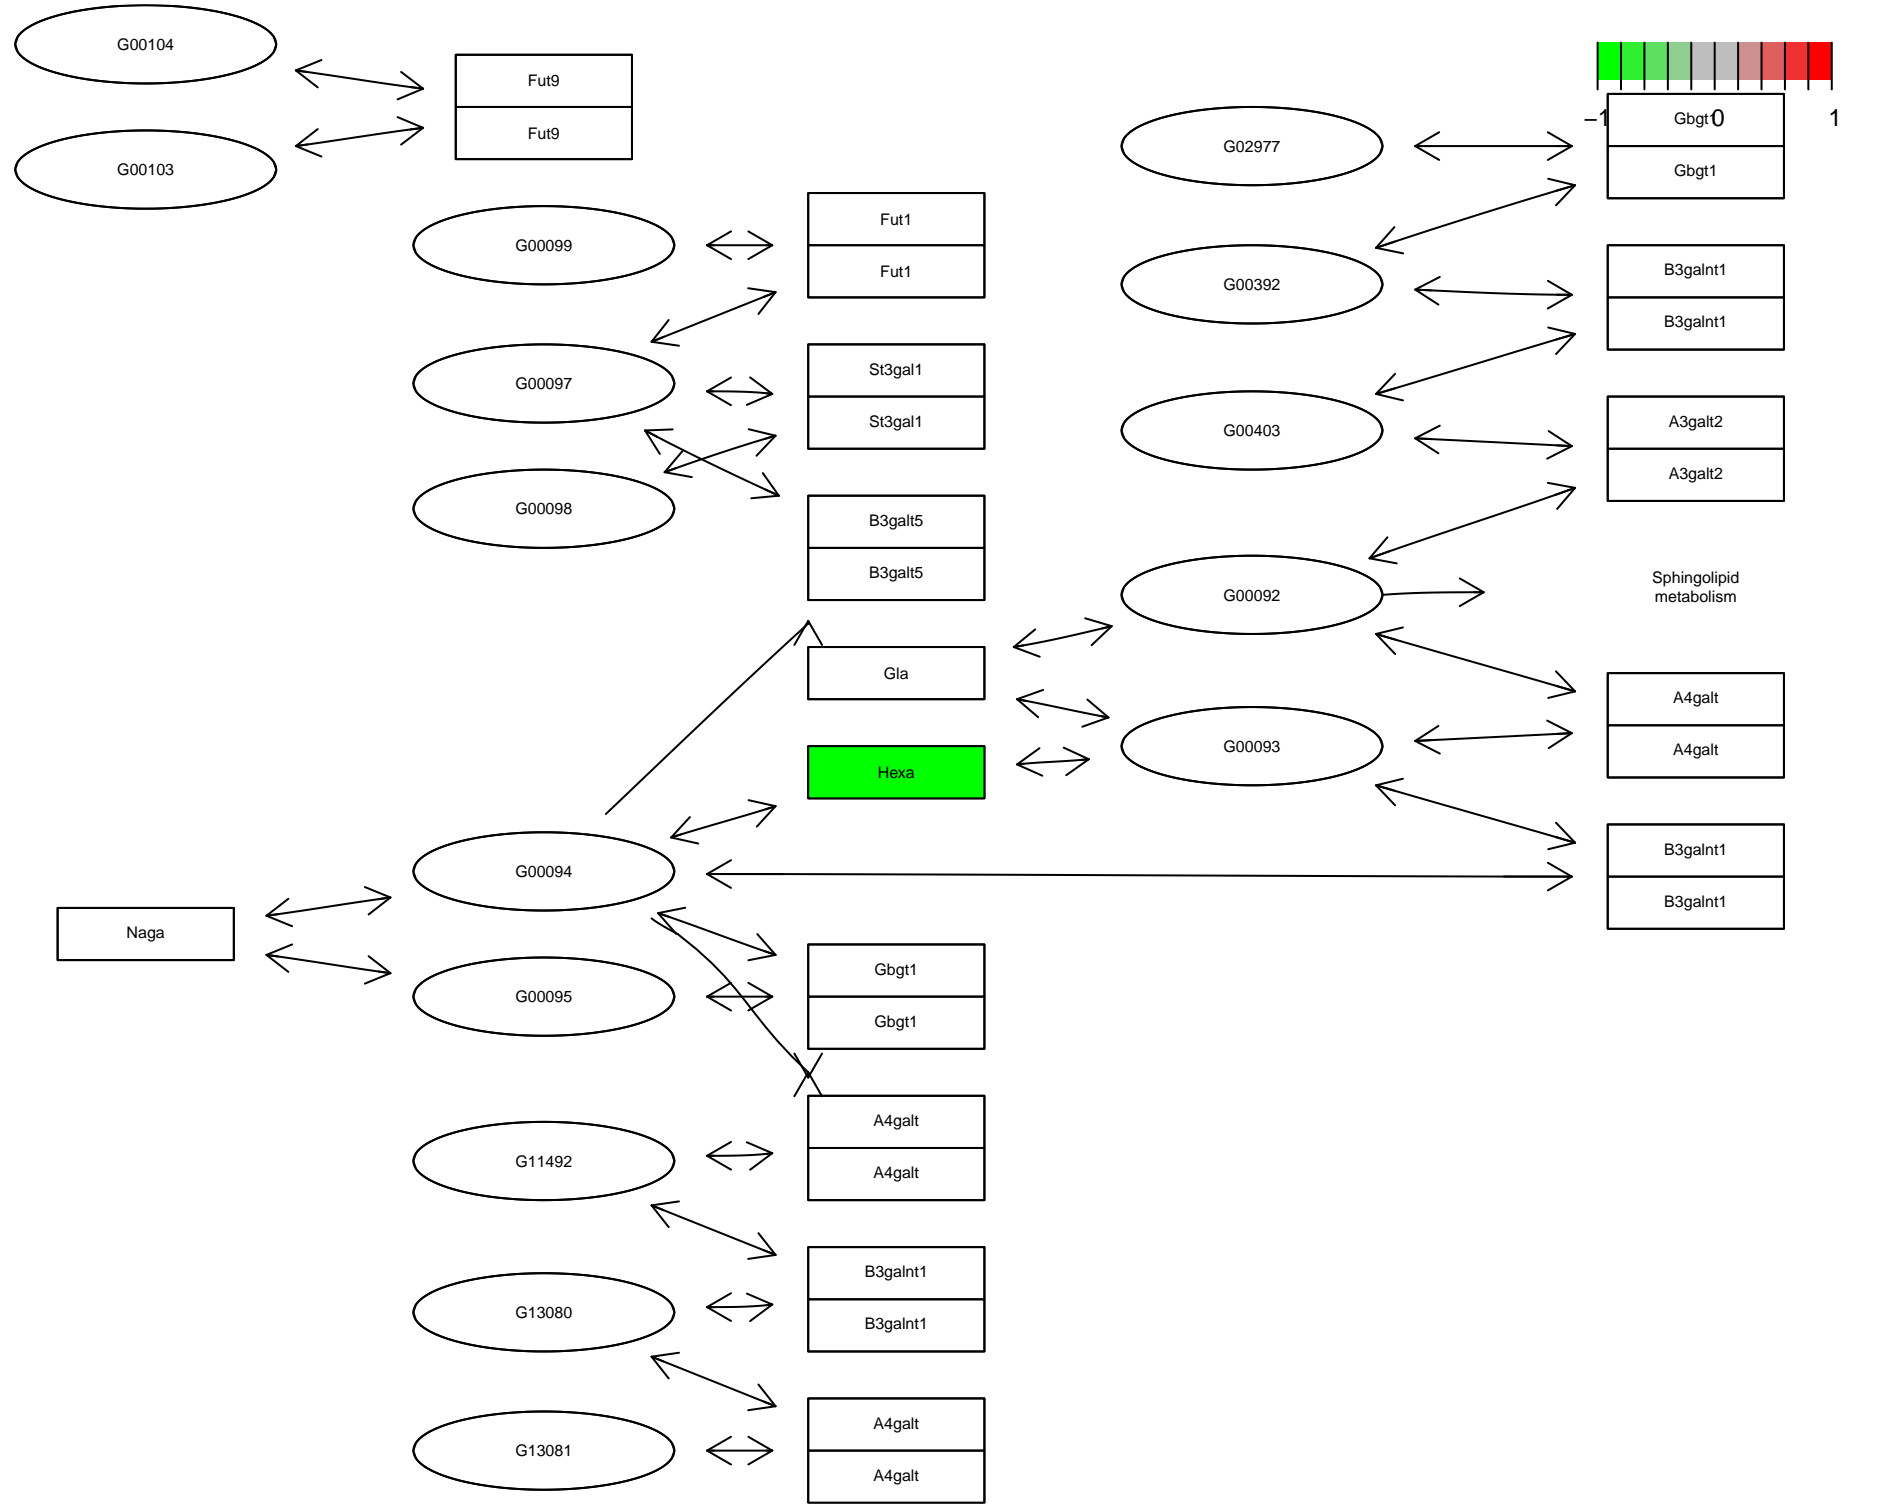 G00104
Fut9
Fut9
G00103
−1
0
1
Gbgt1
Gbgt1
G02977
G00099
Fut1
Fut1
G00392
B3galnt1
B3galnt1
G00097
St3gal1
St3gal1
G00403
A3galt2
A3galt2
G00098
B3galt5
B3galt5
G00092
Sphingolipid
metabolism
Gla
A4galt
A4galt
G00093
Hexa
G00094
B3galnt1
B3galnt1
Naga
Gbgt1
Gbgt1
G00095
A4galt
A4galt
G11492
B3galnt1
B3galnt1
G13080
A4galt
A4galt
G13081